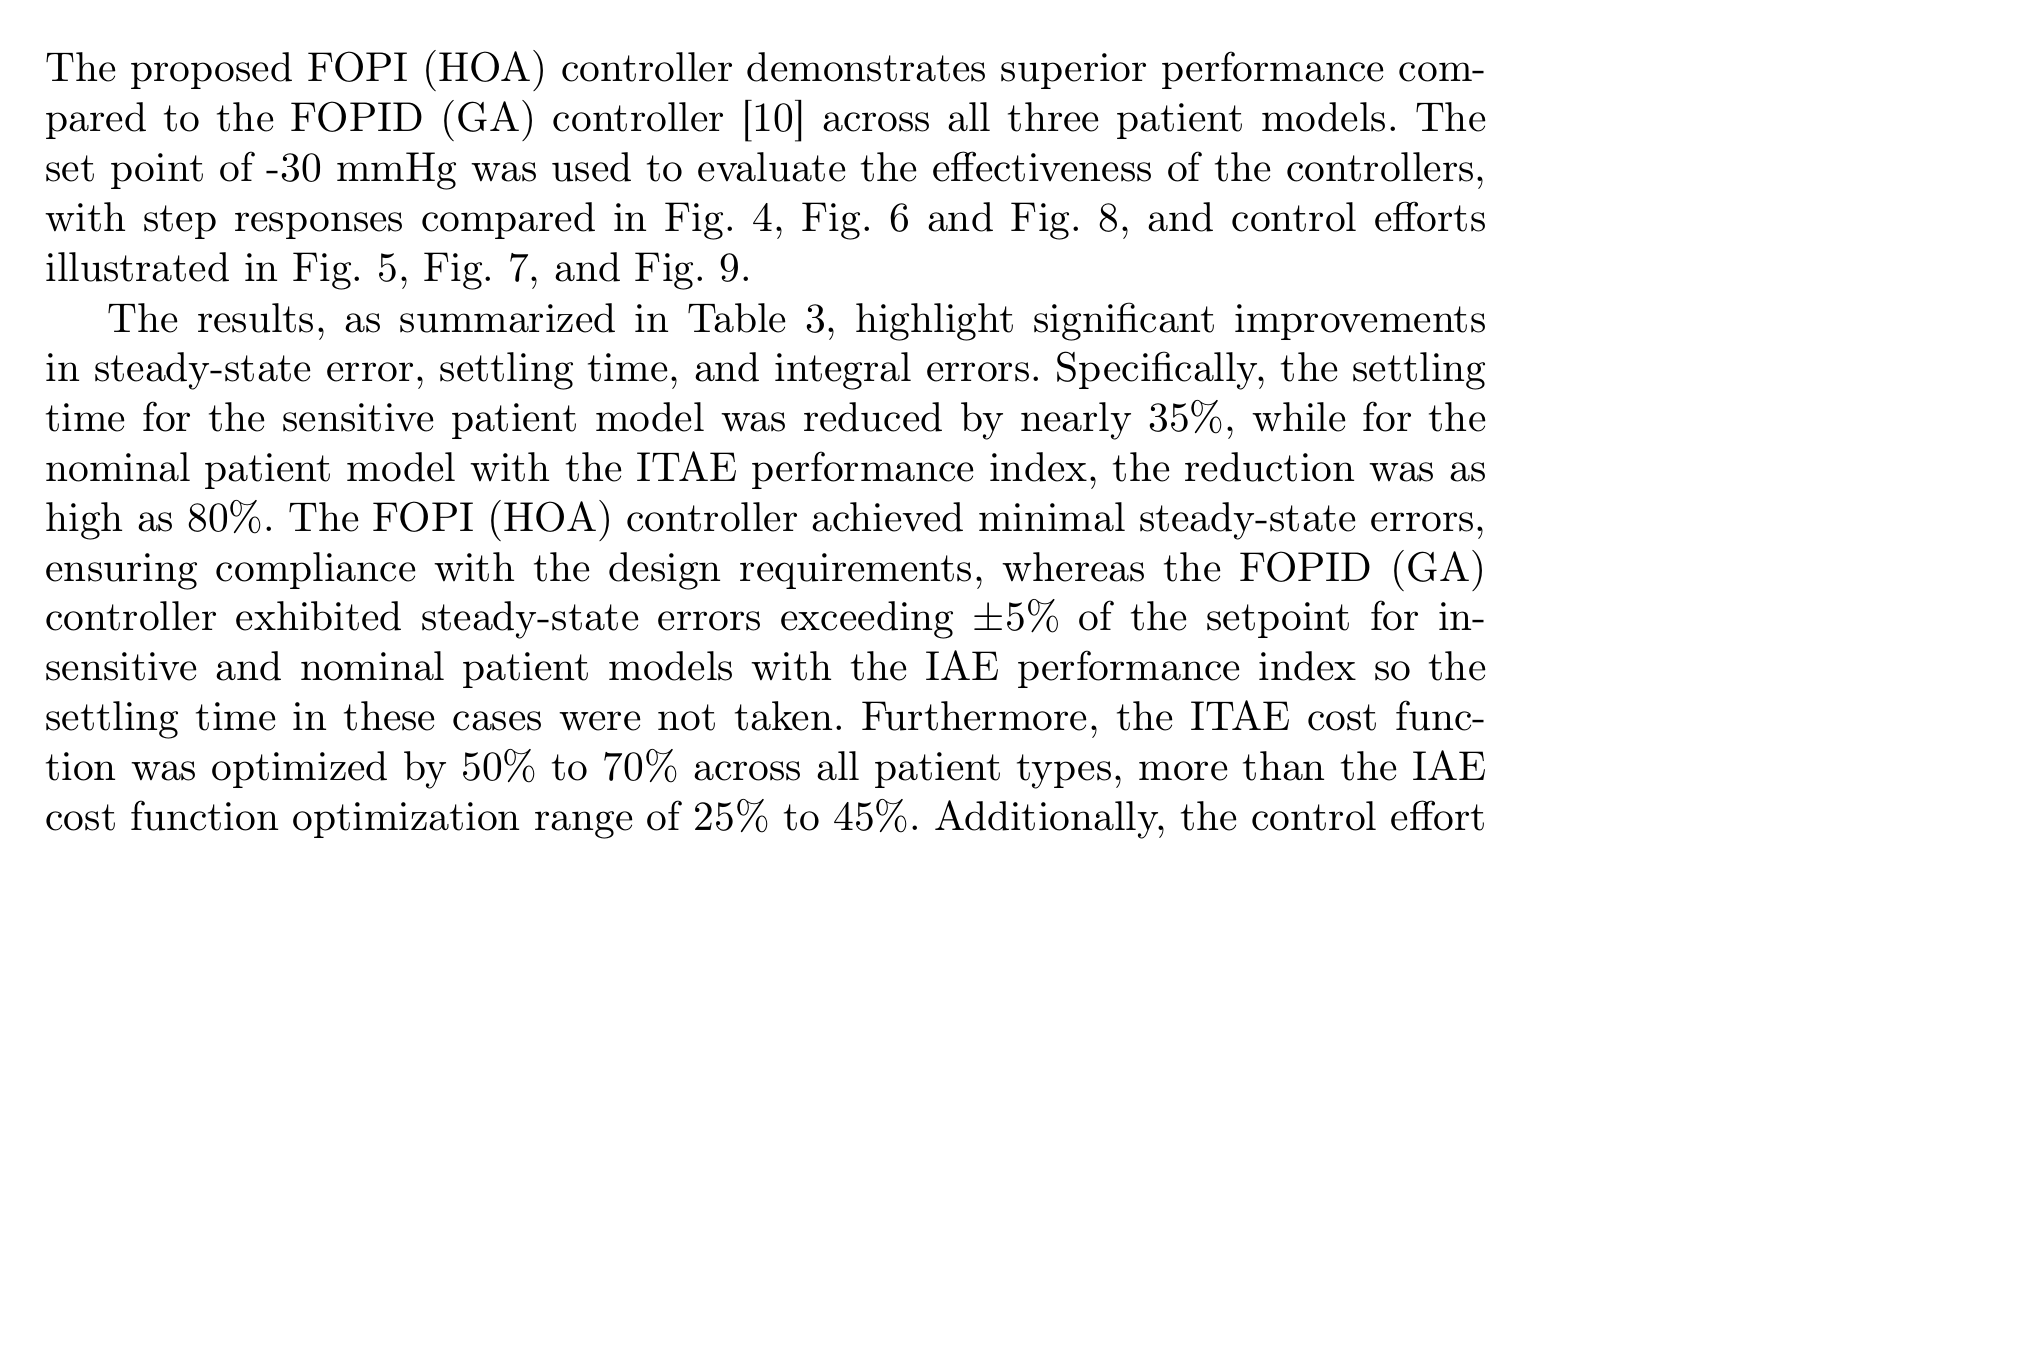 The proposed FOPI (HOA) controller demonstrates superior performance com-
pared to the FOPID (GA) controller [10] across all three patient models. The
set point of -30 mmHg was used to evaluate the effectiveness of the controllers,
with step responses compared in Fig. 4, Fig. 6 and Fig. 8, and control efforts
illustrated in Fig. 5, Fig. 7, and Fig. 9.
The results, as summarized in Table 3, highlight significant improvements
in steady-state error, settling time, and integral errors. Specifically, the settling
time for the sensitive patient model was reduced by nearly 35%, while for the
nominal patient model with the ITAE performance index, the reduction was as
high as 80%. The FOPI (HOA) controller achieved minimal steady-state errors,
ensuring compliance with the design requirements, whereas the FOPID (GA)
controller exhibited steady-state errors exceeding ±5% of the setpoint for in-
sensitive and nominal patient models with the IAE performance index so the
settling time in these cases were not taken. Furthermore, the ITAE cost func-
tion was optimized by 50% to 70% across all patient types, more than the IAE
cost function optimization range of 25% to 45%. Additionally, the control effort